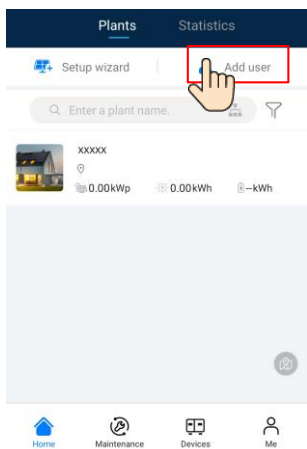 Plants Statistics
Setup wizard Add user
Enter a plant name.
xxxxx
0.00kWp 0.00kWh --kWh
Home Maintenance Devices Me